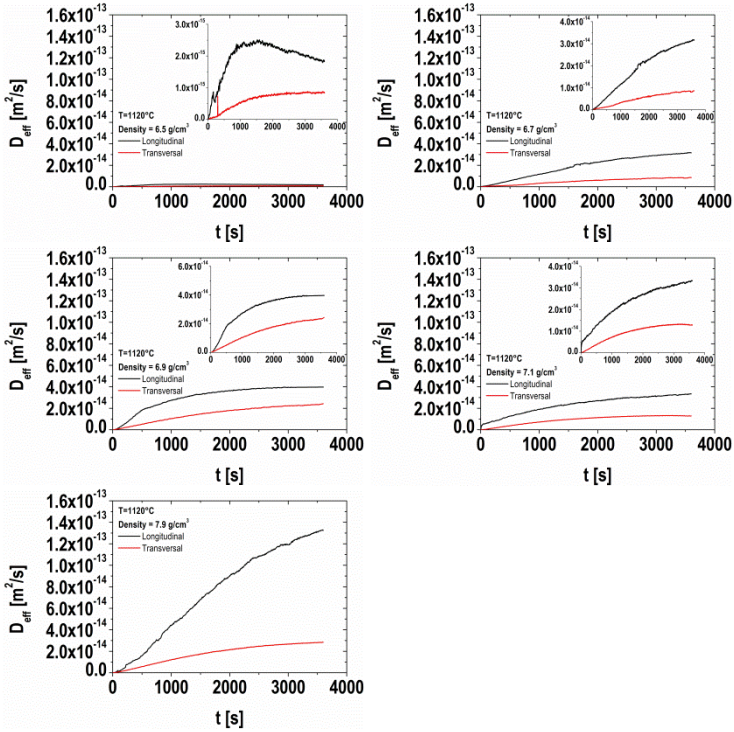 1.6x10⁻¹³
1.4x10⁻¹³
1.2x10⁻¹³
1.0x10⁻¹³
8.0x10⁻¹⁴
6.0x10⁻¹⁴
4.0x10⁻¹⁴
2.0x10⁻¹⁴
0.0
D_eff [m²/s]
3.0x10⁻¹⁵
2.0x10⁻¹⁵
1.0x10⁻¹⁵
0.0
0 1000 2000 3000 4000
T=1120°C
Density = 6.5 g/cm³
Longitudinal
Transversal
0 1000 2000 3000 4000
t [s]
1.6x10⁻¹³
1.4x10⁻¹³
1.2x10⁻¹³
1.0x10⁻¹³
8.0x10⁻¹⁴
6.0x10⁻¹⁴
4.0x10⁻¹⁴
2.0x10⁻¹⁴
0.0
D_eff [m²/s]
4.0x10⁻¹⁴
3.0x10⁻¹⁴
2.0x10⁻¹⁴
1.0x10⁻¹⁴
0.0
0 1000 2000 3000 4000
T=1120°C
Density = 6.7 g/cm³
Longitudinal
Transversal
0 1000 2000 3000 4000
t [s]
1.6x10⁻¹³
1.4x10⁻¹³
1.2x10⁻¹³
1.0x10⁻¹³
8.0x10⁻¹⁴
6.0x10⁻¹⁴
4.0x10⁻¹⁴
2.0x10⁻¹⁴
0.0
D_eff [m²/s]
6.0x10⁻¹⁴
4.0x10⁻¹⁴
2.0x10⁻¹⁴
0.0
0 1000 2000 3000 4000
T=1120°C
Density = 6.9 g/cm³
Longitudinal
Transversal
0 1000 2000 3000 4000
t [s]
1.6x10⁻¹³
1.4x10⁻¹³
1.2x10⁻¹³
1.0x10⁻¹³
8.0x10⁻¹⁴
6.0x10⁻¹⁴
4.0x10⁻¹⁴
2.0x10⁻¹⁴
0.0
D_eff [m²/s]
4.0x10⁻¹⁴
3.0x10⁻¹⁴
2.0x10⁻¹⁴
1.0x10⁻¹⁴
0.0
0 1000 2000 3000 4000
T=1120°C
Density = 7.1 g/cm³
Longitudinal
Transversal
0 1000 2000 3000 4000
t [s]
1.6x10⁻¹³
1.4x10⁻¹³
1.2x10⁻¹³
1.0x10⁻¹³
8.0x10⁻¹⁴
6.0x10⁻¹⁴
4.0x10⁻¹⁴
2.0x10⁻¹⁴
0.0
D_eff [m²/s]
T=1120°C
Density = 7.9 g/cm³
Longitudinal
Transversal
0 1000 2000 3000 4000
t [s]